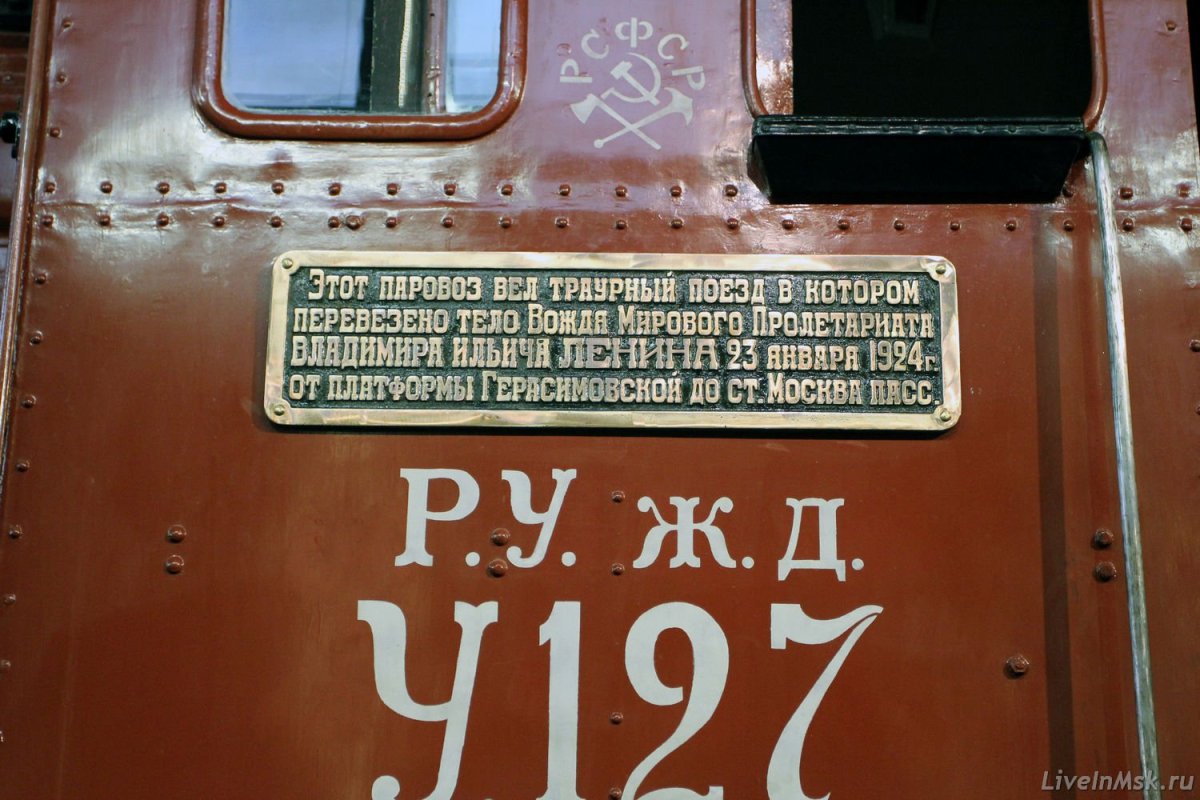 РСФСР
Этот паровоз вел траурный поезд в котором
перевезено тело Вождя Мирового Пролетариата
Владимира Ильича ЛЕНИНА 23 января 1924г.
от платформы Герасимовской до ст. Москва пасс.
Р.У. Ж.Д.
У.127
LiveInMsk.ru